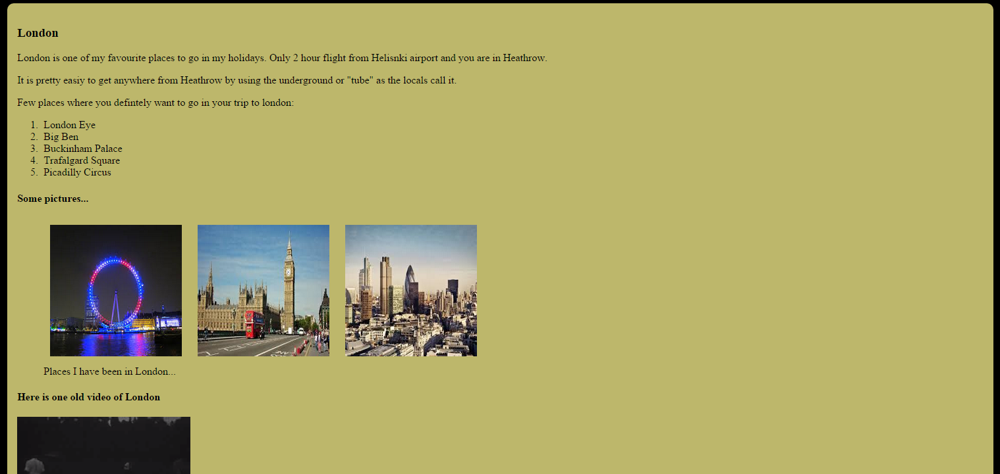 London
London is one of my favourite places to go in my holidays. Only 2 hour flight from Helisnki airport and you are in Heathrow.
It is pretty easiy to get anywhere from Heathrow by using the underground or "tube" as the locals call it.
Few places where you defintely want to go in your trip to london:
1. London Eye
2. Big Ben
3. Buckinham Palace
4. Trafalgard Square
5. Picadilly Circus
Some pictures...
Places I have been in London...
Here is one old video of London